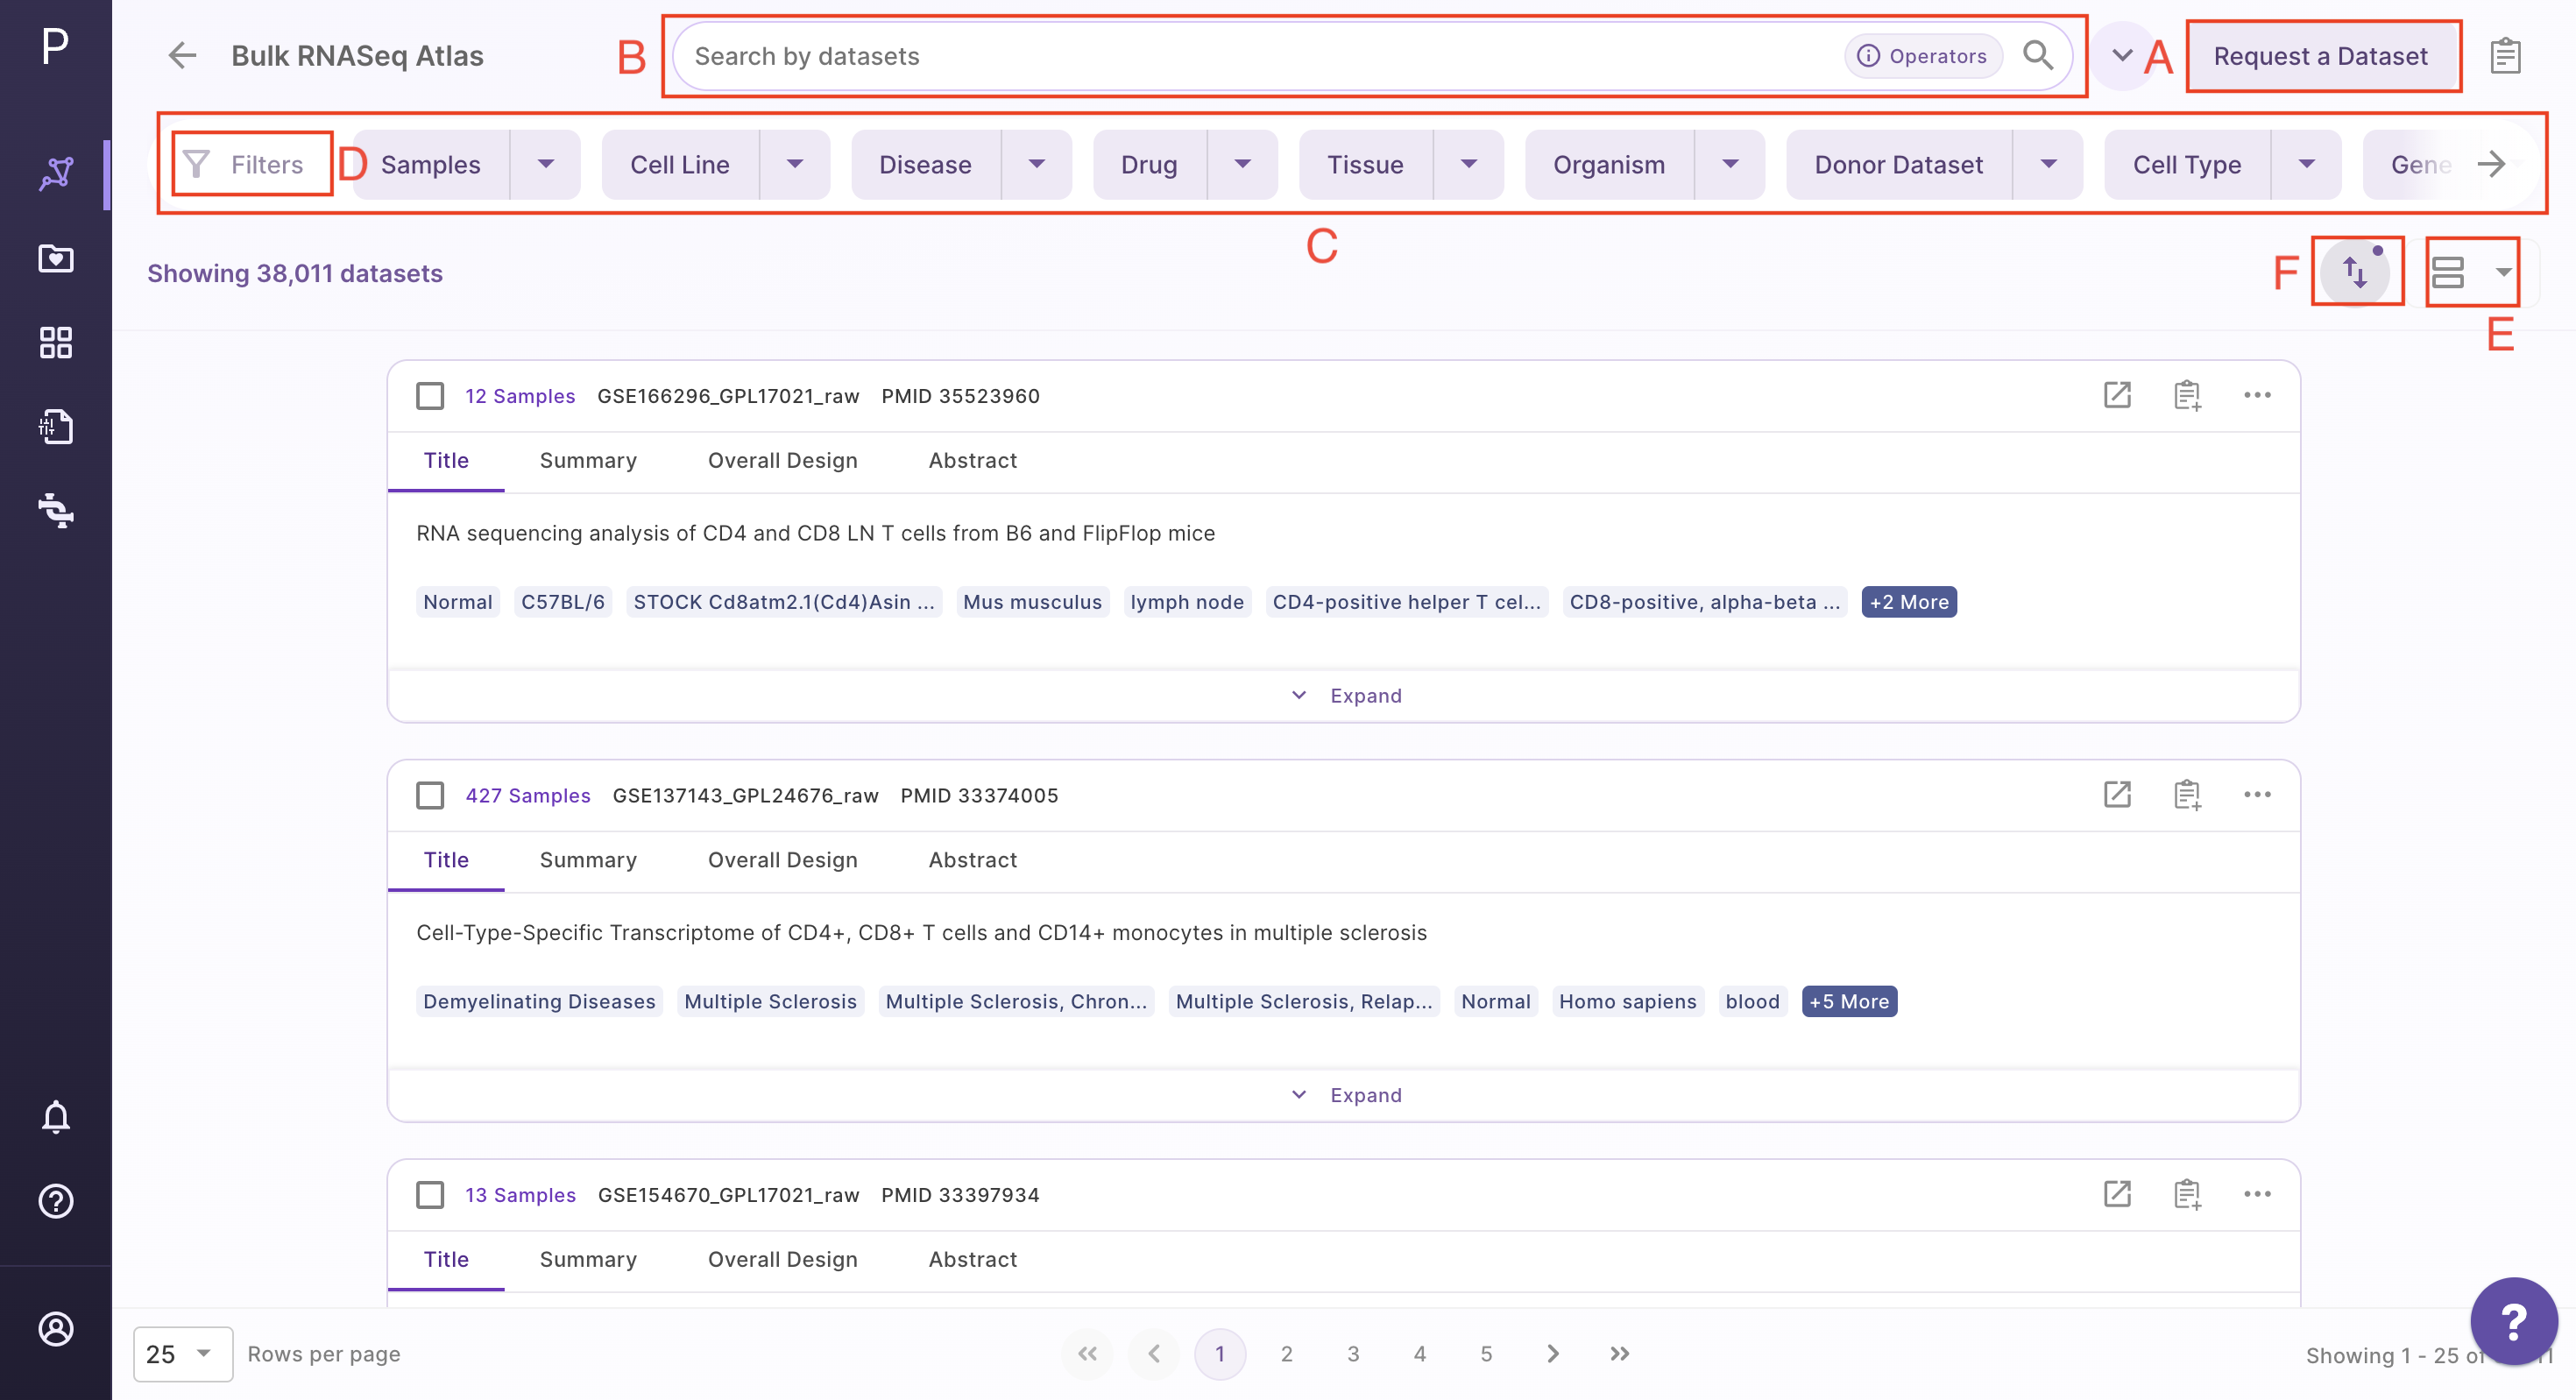 P
Bulk RNASeq Atlas
B
Search by datasets
Operators
A
Request a Dataset
Filters
D
Samples
Cell Line
Disease
Drug
Tissue
Organism
Donor Dataset
Cell Type
Gene
C
Showing 38,011 datasets
F
E
12 Samples GSE166296_GPL17021_raw PMID 35523960
Title Summary Overall Design Abstract
RNA sequencing analysis of CD4 and CD8 LN T cells from B6 and FlipFlop mice
Normal C57BL/6 STOCK Cd8atm2.1(Cd4)Asin ... Mus musculus lymph node CD4-positive helper T cel... CD8-positive, alpha-beta ... +2 More
Expand
427 Samples GSE137143_GPL24676_raw PMID 33374005
Title Summary Overall Design Abstract
Cell-Type-Specific Transcriptome of CD4+, CD8+ T cells and CD14+ monocytes in multiple sclerosis
Demyelinating Diseases Multiple Sclerosis Multiple Sclerosis, Chron... Multiple Sclerosis, Relap... Normal Homo sapiens blood +5 More
Expand
13 Samples GSE154670_GPL17021_raw PMID 33397934
Title Summary Overall Design Abstract
25 Rows per page
1 2 3 4 5
Showing 1 - 25 of
?